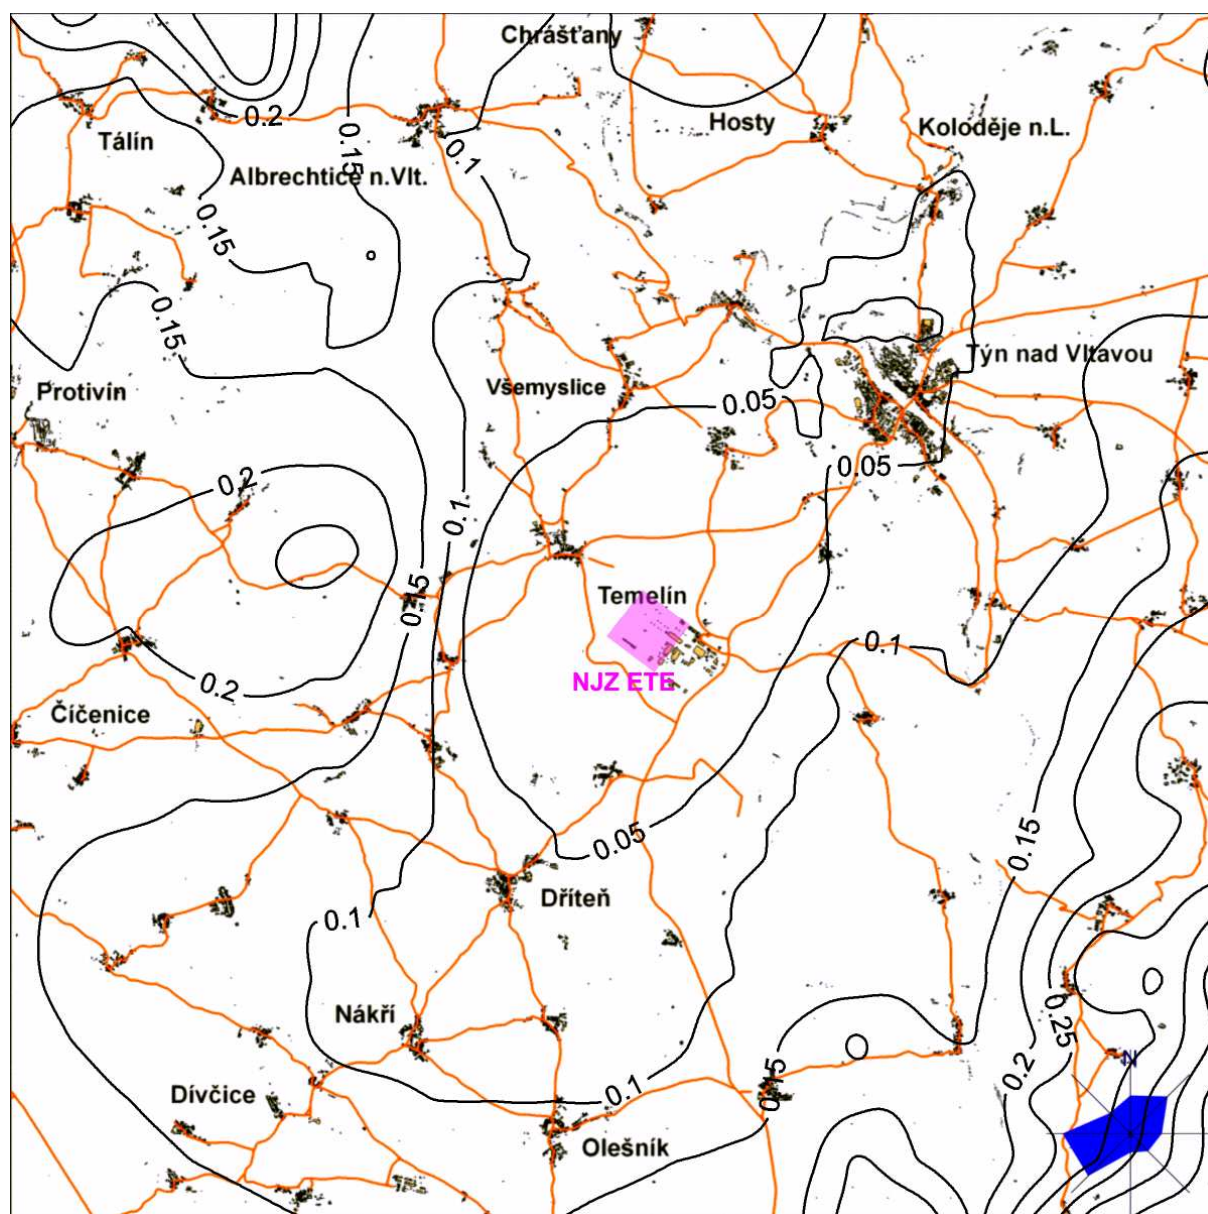 Chrášťany
0.2
0.15
Hosty
Koloděje n.L.
Tálín
0.1
Albrechtice n.Vlt.
0.15
0.15
Týn nad Vltavou
Protivín
Všemyslice
0.05
0.2
0.05
0.1
Temelín
0.15
0.1
NJZ ETE
0.2
Číčenice
0.05
0.15
Dříteň
0.1
Nákří
0.25
N
0.2
Dívčice
0.1
0.15
Olešník